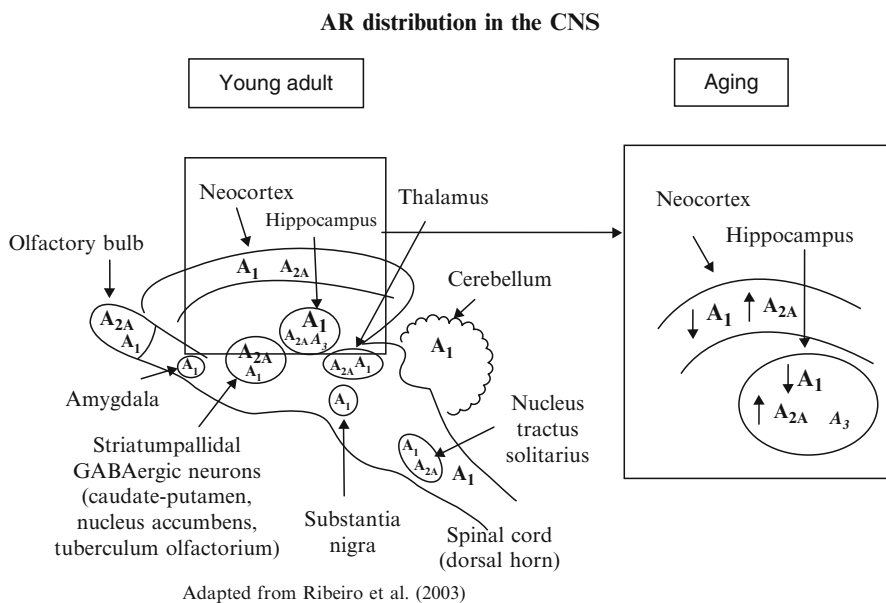 AR distribution in the CNS
Young adult
Aging
Neocortex
Hippocampus
Thalamus
Olfactory bulb
Cerebellum
A1 A2A
A2A
A1
A1
A2A A3
A1
A2A
A1
A2A A1
A1
A1
A1
A2A
A1
Amygdala
Striatumpallidal
GABAergic neurons
(caudate-putamen,
nucleus accumbens,
tuberculum olfactorium)
Substantia
nigra
Nucleus
tractus
solitarius
Spinal cord
(dorsal horn)
Neocortex
Hippocampus
↓ A1 ↑ A2A
↓ A1
↑ A2A A3
Adapted from Ribeiro et al. (2003)